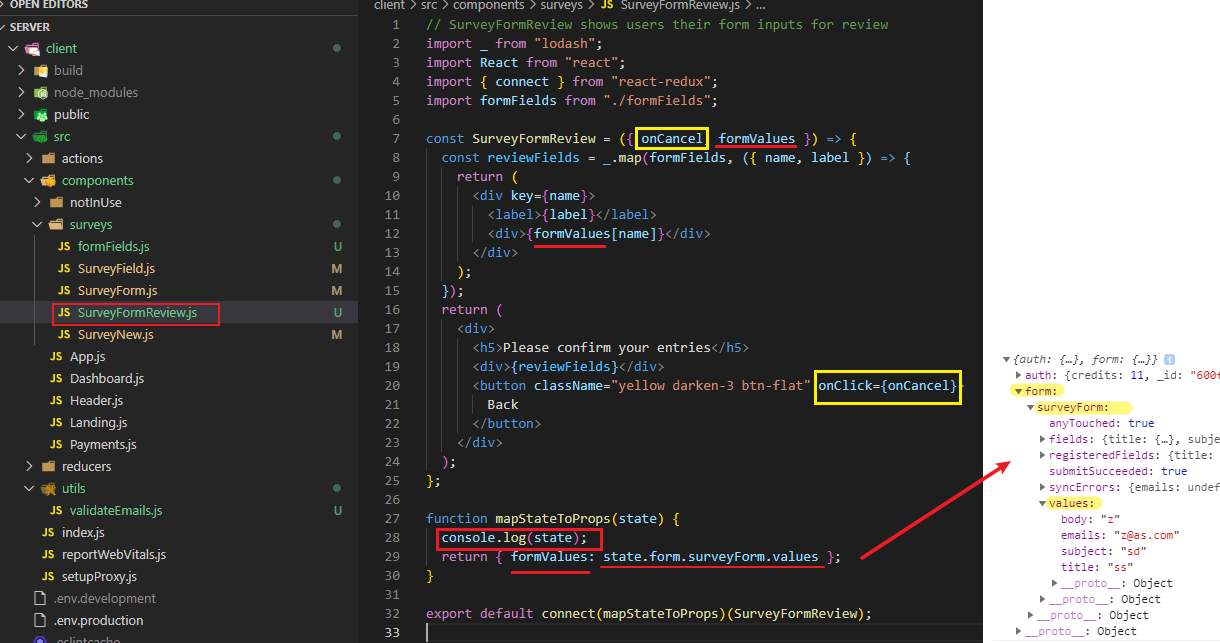 OPEN EDITORS
SERVER
client
build
node_modules
public
src
actions
components
notInUse
surveys
JS formFields.js U
JS SurveyField.js M
JS SurveyForm.js M
JS SurveyFormReview.js U
JS SurveyNew.js M
JS App.js
JS Dashboard.js
JS Header.js
JS Landing.js
JS Payments.js
reducers
utils
JS validateEmails.js U
JS index.js
JS reportWebVitals.js
JS setupProxy.js
.env.development
.env.production
.eslintcache
client > src > components > surveys > JS SurveyFormReview.js > ...
1 // SurveyFormReview shows users their form inputs for review
2 import _ from "lodash";
3 import React from "react";
4 import { connect } from "react-redux";
5 import formFields from "./formFields";
6
7 const SurveyFormReview = ({ onCancel formValues }) => {
8 const reviewFields = _.map(formFields, ({ name, label }) => {
9 return (
10 <div key={name}>
11 <label>{label}</label>
12 <div>{formValues[name]}</div>
13 </div>
14 );
15 });
16 return (
17 <div>
18 <h5>Please confirm your entries</h5>
19 <div>{reviewFields}</div>
20 <button className="yellow darken-3 btn-flat" onClick={onCancel}>
21 Back
22 </button>
23 </div>
24 );
25 };
26
27 function mapStateToProps(state) {
28 console.log(state);
29 return { formValues: state.form.surveyForm.values };
30 }
31
32 export default connect(mapStateToProps)(SurveyFormReview);
33
{auth: {…}, form: {…}} i
auth: {credits: 11, _id: "600f
form:
surveyForm:
anyTouched: true
fields: {title: {…}, subje
registeredFields: {title:
submitSucceeded: true
syncErrors: {emails: undef
values:
body: "z"
emails: "z@as.com"
subject: "sd"
title: "ss"
__proto__: Object
__proto__: Object
__proto__: Object
__proto__: Object